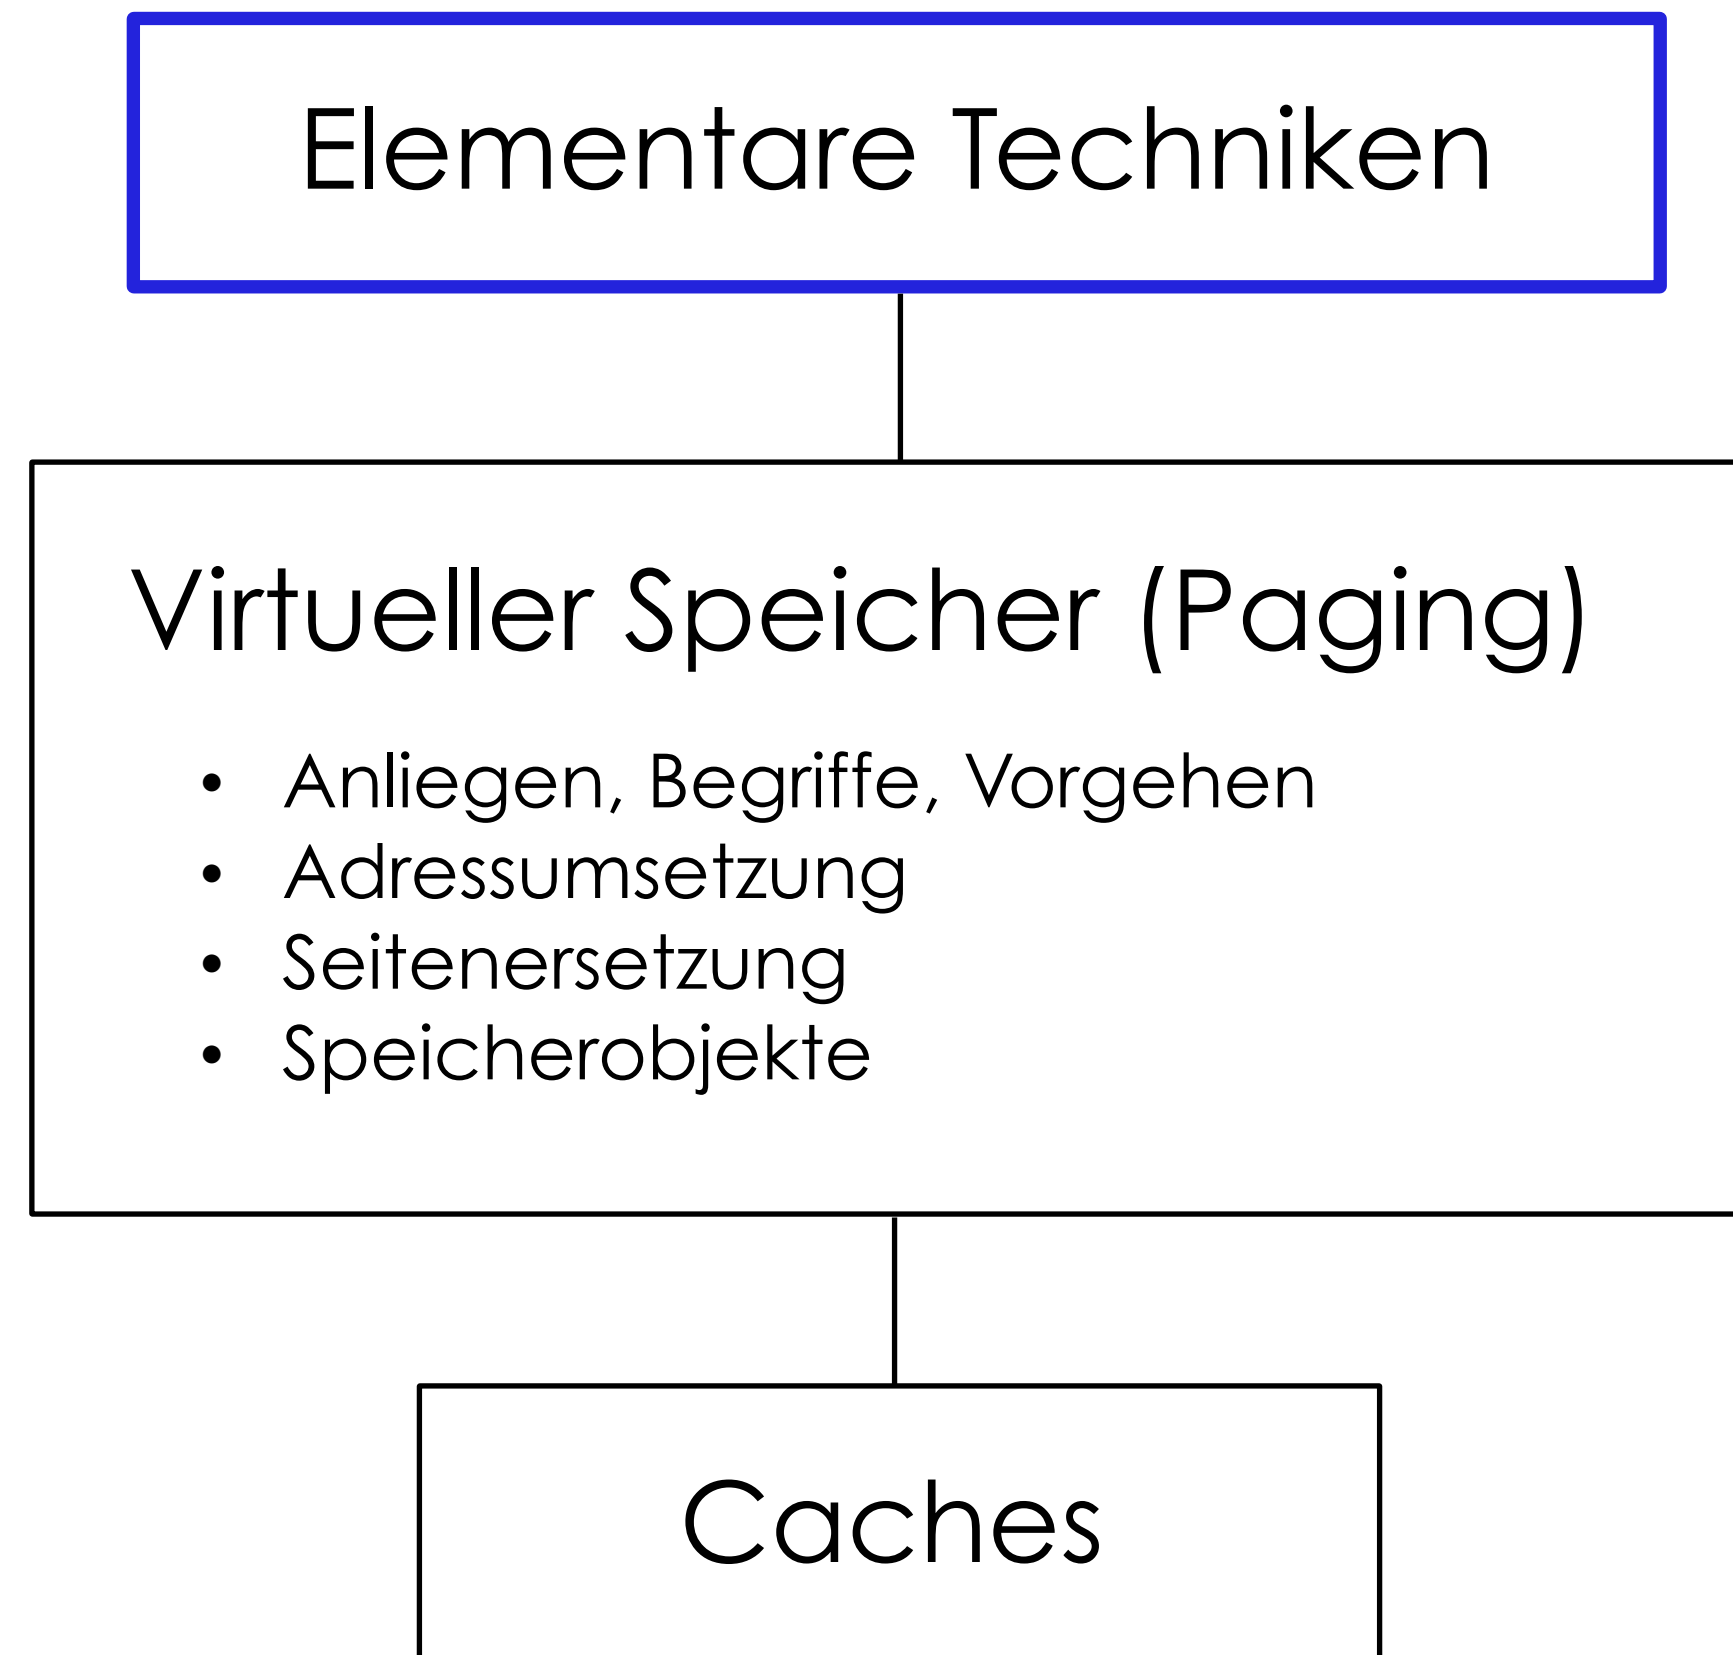 Elementare Techniken
Virtueller Speicher (Paging)
• Anliegen, Begriffe, Vorgehen
• Adressumsetzung
• Seitenersetzung
• Speicherobjekte
Caches